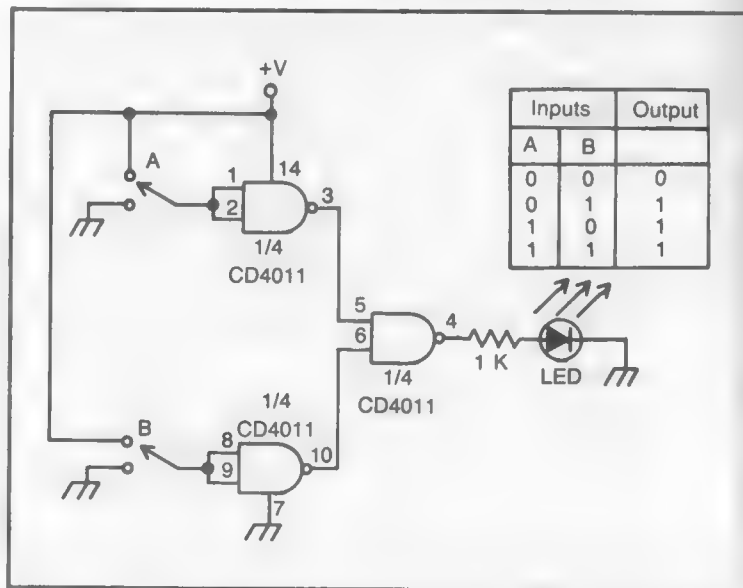 +V
A
1
14
2
3
1/4
CD4011
Inputs Output
A B
0 0 0
0 1 1
1 0 1
1 1 1
5
6
4
1/4
CD4011
1 K
LED
B
1/4
CD4011
8
9
10
7